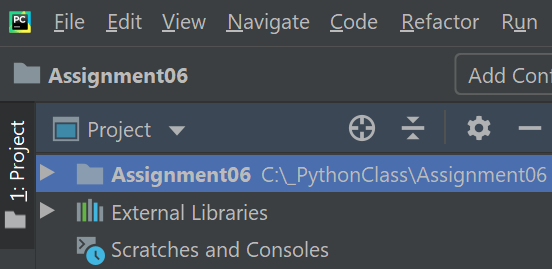 PC File Edit View Navigate Code Refactor Run
Assignment06 Add Conf
1: Project
Project
Assignment06 C:\_PythonClass\Assignment06
External Libraries
Scratches and Consoles